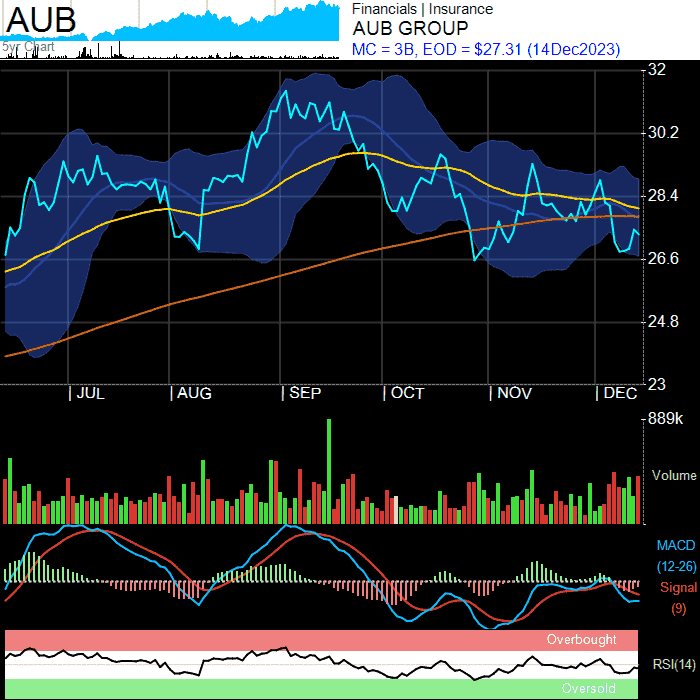 AUB
5yr Chart
Financials | Insurance
AUB GROUP
MC = 3B, EOD = $27.31 (14Dec2023)
32
30.2
28.4
26.6
24.8
23
JUL
AUG
SEP
OCT
NOV
DEC
889k
Volume
MACD
(12-26)
Signal
(9)
Overbought
RSI(14)
Oversold